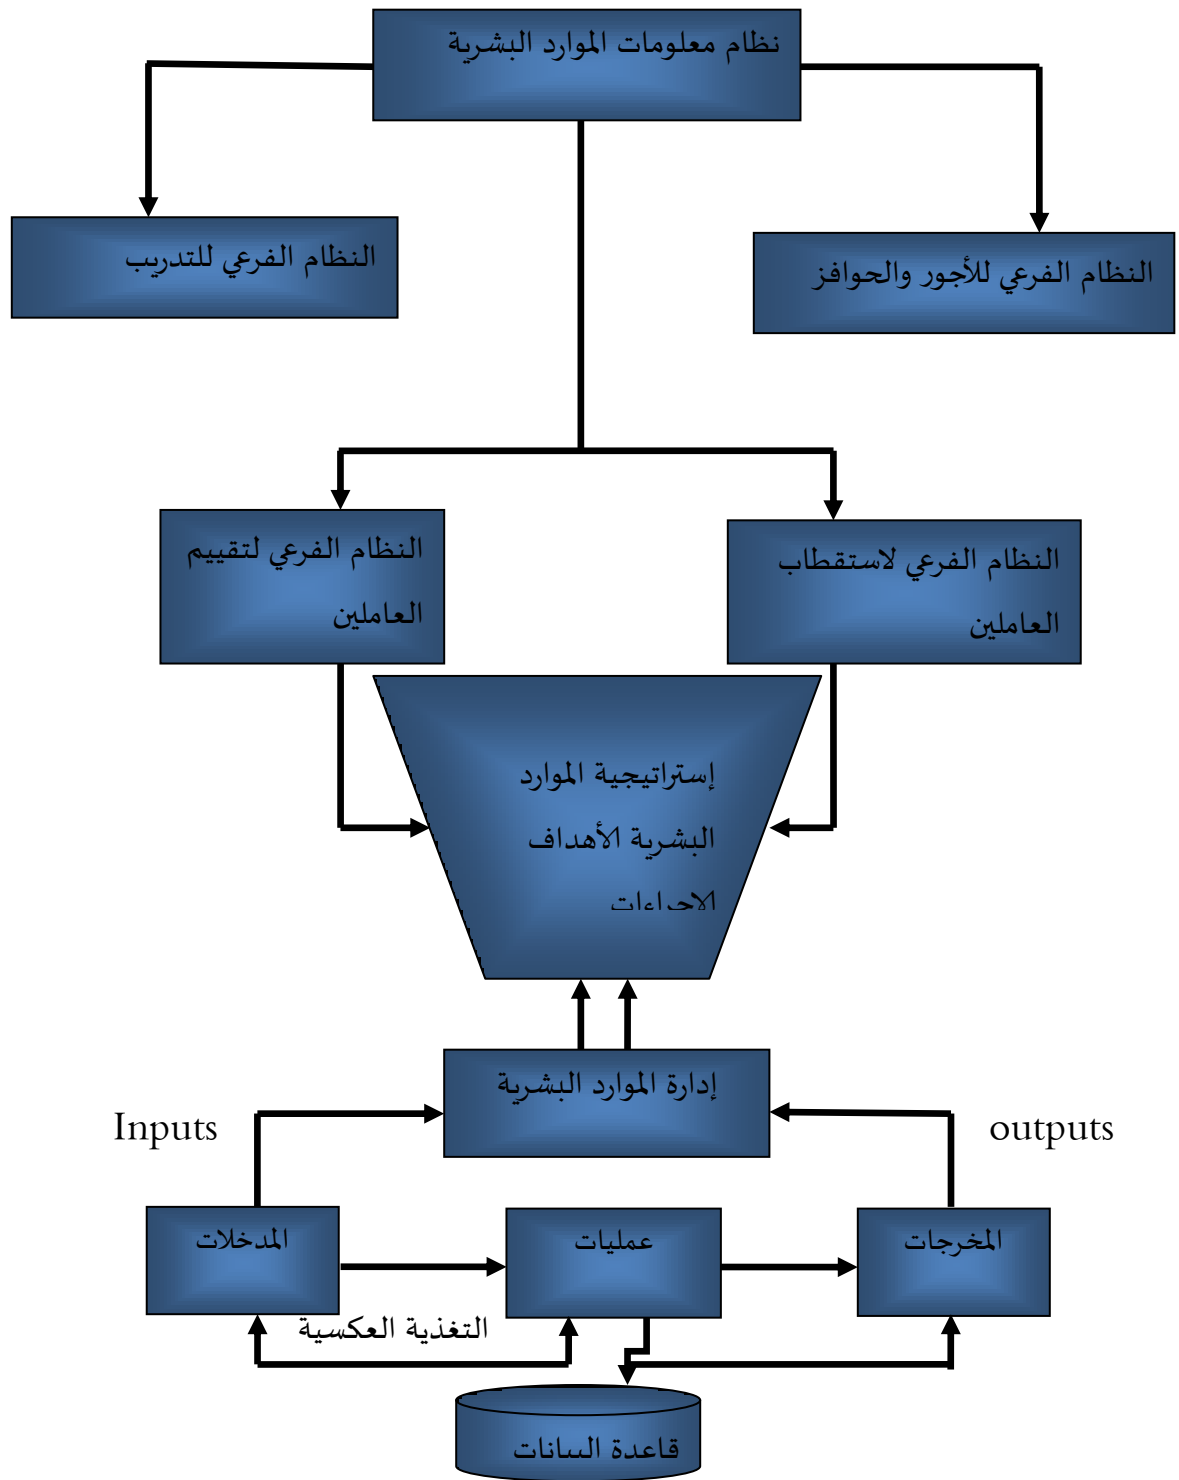 نظام معلومات الموارد البشرية
النظام الفرعي للتدريب
النظام الفرعي للأجور والحوافز
النظام الفرعي لتقييم
العاملين
النظام الفرعي لاستقطاب
العاملين
إستراتيجية الموارد
البشرية الأهداف
الإجراءات
إدارة الموارد البشرية
Inputs
outputs
المدخلات
عمليات
المخرجات
التغذية العكسية
قاعدة البيانات